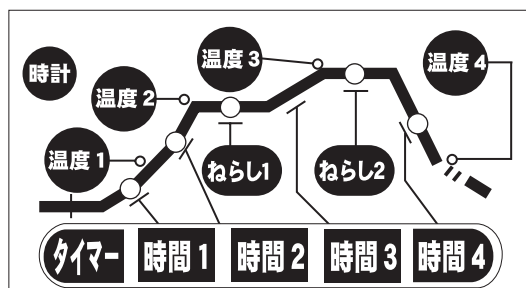 温度 3
温度 4
時計
温度 2
温度 1
ねらし1
ねらし2
タイマー 時間 1 時間 2 時間 3 時間 4